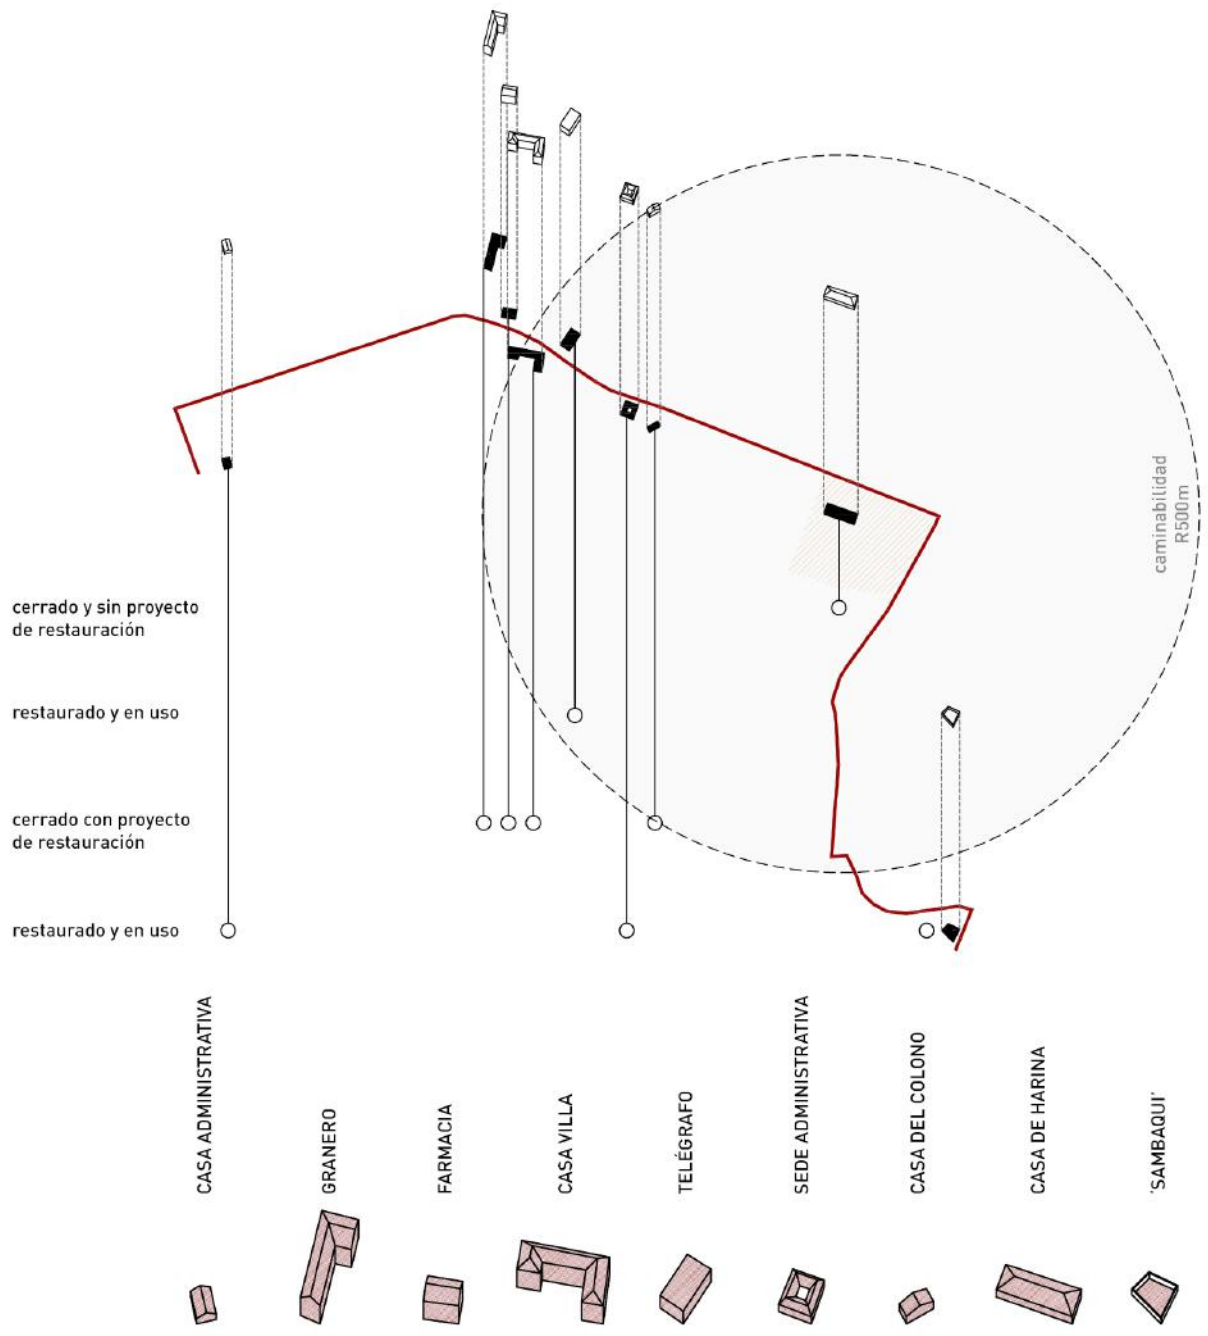 caminabilidad
R500m
cerrado y sin proyecto
de restauración
restaurado y en uso
cerrado con proyecto
de restauración
restaurado y en uso
CASA ADMINISTRATIVA
GRANERO
FARMACIA
CASA VILLA
TELÉGRAFO
SEDE ADMINISTRATIVA
CASA DEL COLONO
CASA DE HARINA
'SAMBAQUI'